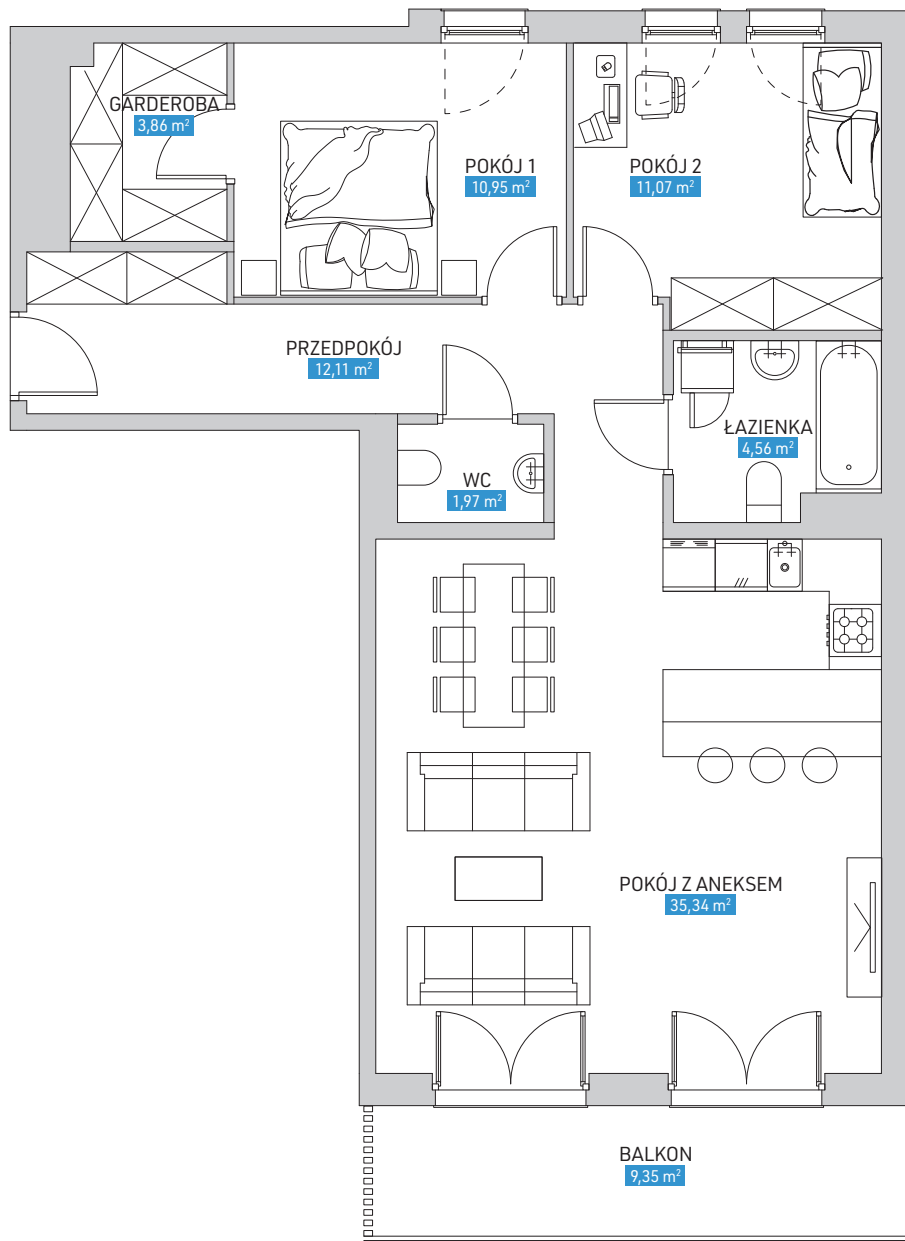 GARDEROBA
3,86 m²
POKÓJ 1
10,95 m²
POKÓJ 2
11,07 m²
PRZEDPOKÓJ
12,11 m²
ŁAZIENKA
4,56 m²
WC
1,97 m²
POKÓJ Z ANEKSEM
35,34 m²
BALKON
9,35 m²